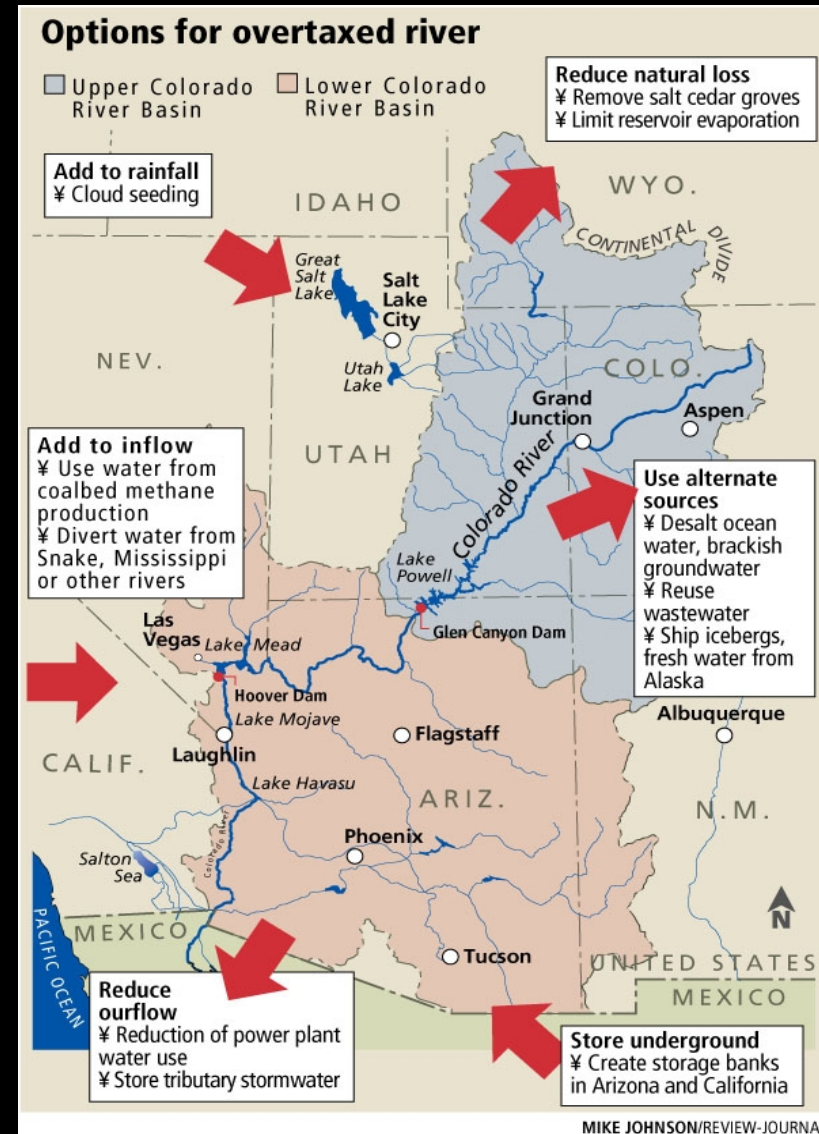 Options for overtaxed river
Upper Colorado
River Basin
Lower Colorado
River Basin
Reduce natural loss
¥ Remove salt cedar groves
¥ Limit reservoir evaporation
Add to rainfall
¥ Cloud seeding
IDAHO
WYO.
CONTINENTAL DIVIDE
Great
Salt
Lake
Salt
Lake
City
NEV.
Utah
Lake
COLO.
Grand
Junction
Aspen
UTAH
Add to inflow
¥ Use water from
coalbed methane
production
¥ Divert water from
Snake, Mississippi
or other rivers
Colorado River
Use alternate
sources
¥ Desalt ocean
water, brackish
groundwater
¥ Reuse
wastewater
¥ Ship icebergs,
fresh water from
Alaska
Lake
Powell
Glen Canyon Dam
Las
Vegas
Lake Mead
Hoover Dam
Lake Mojave
Laughlin
Flagstaff
Albuquerque
CALIF.
Lake Havasu
ARIZ.
N.M.
Colorado River
Phoenix
Salton
Sea
N
PACIFIC OCEAN
MEXICO
Tucson
UNITED STATES
MEXICO
Reduce
ourflow
¥ Reduction of power plant
water use
¥ Store tributary stormwater
Store underground
¥ Create storage banks
in Arizona and California
MIKE JOHNSON/REVIEW-JOURNA